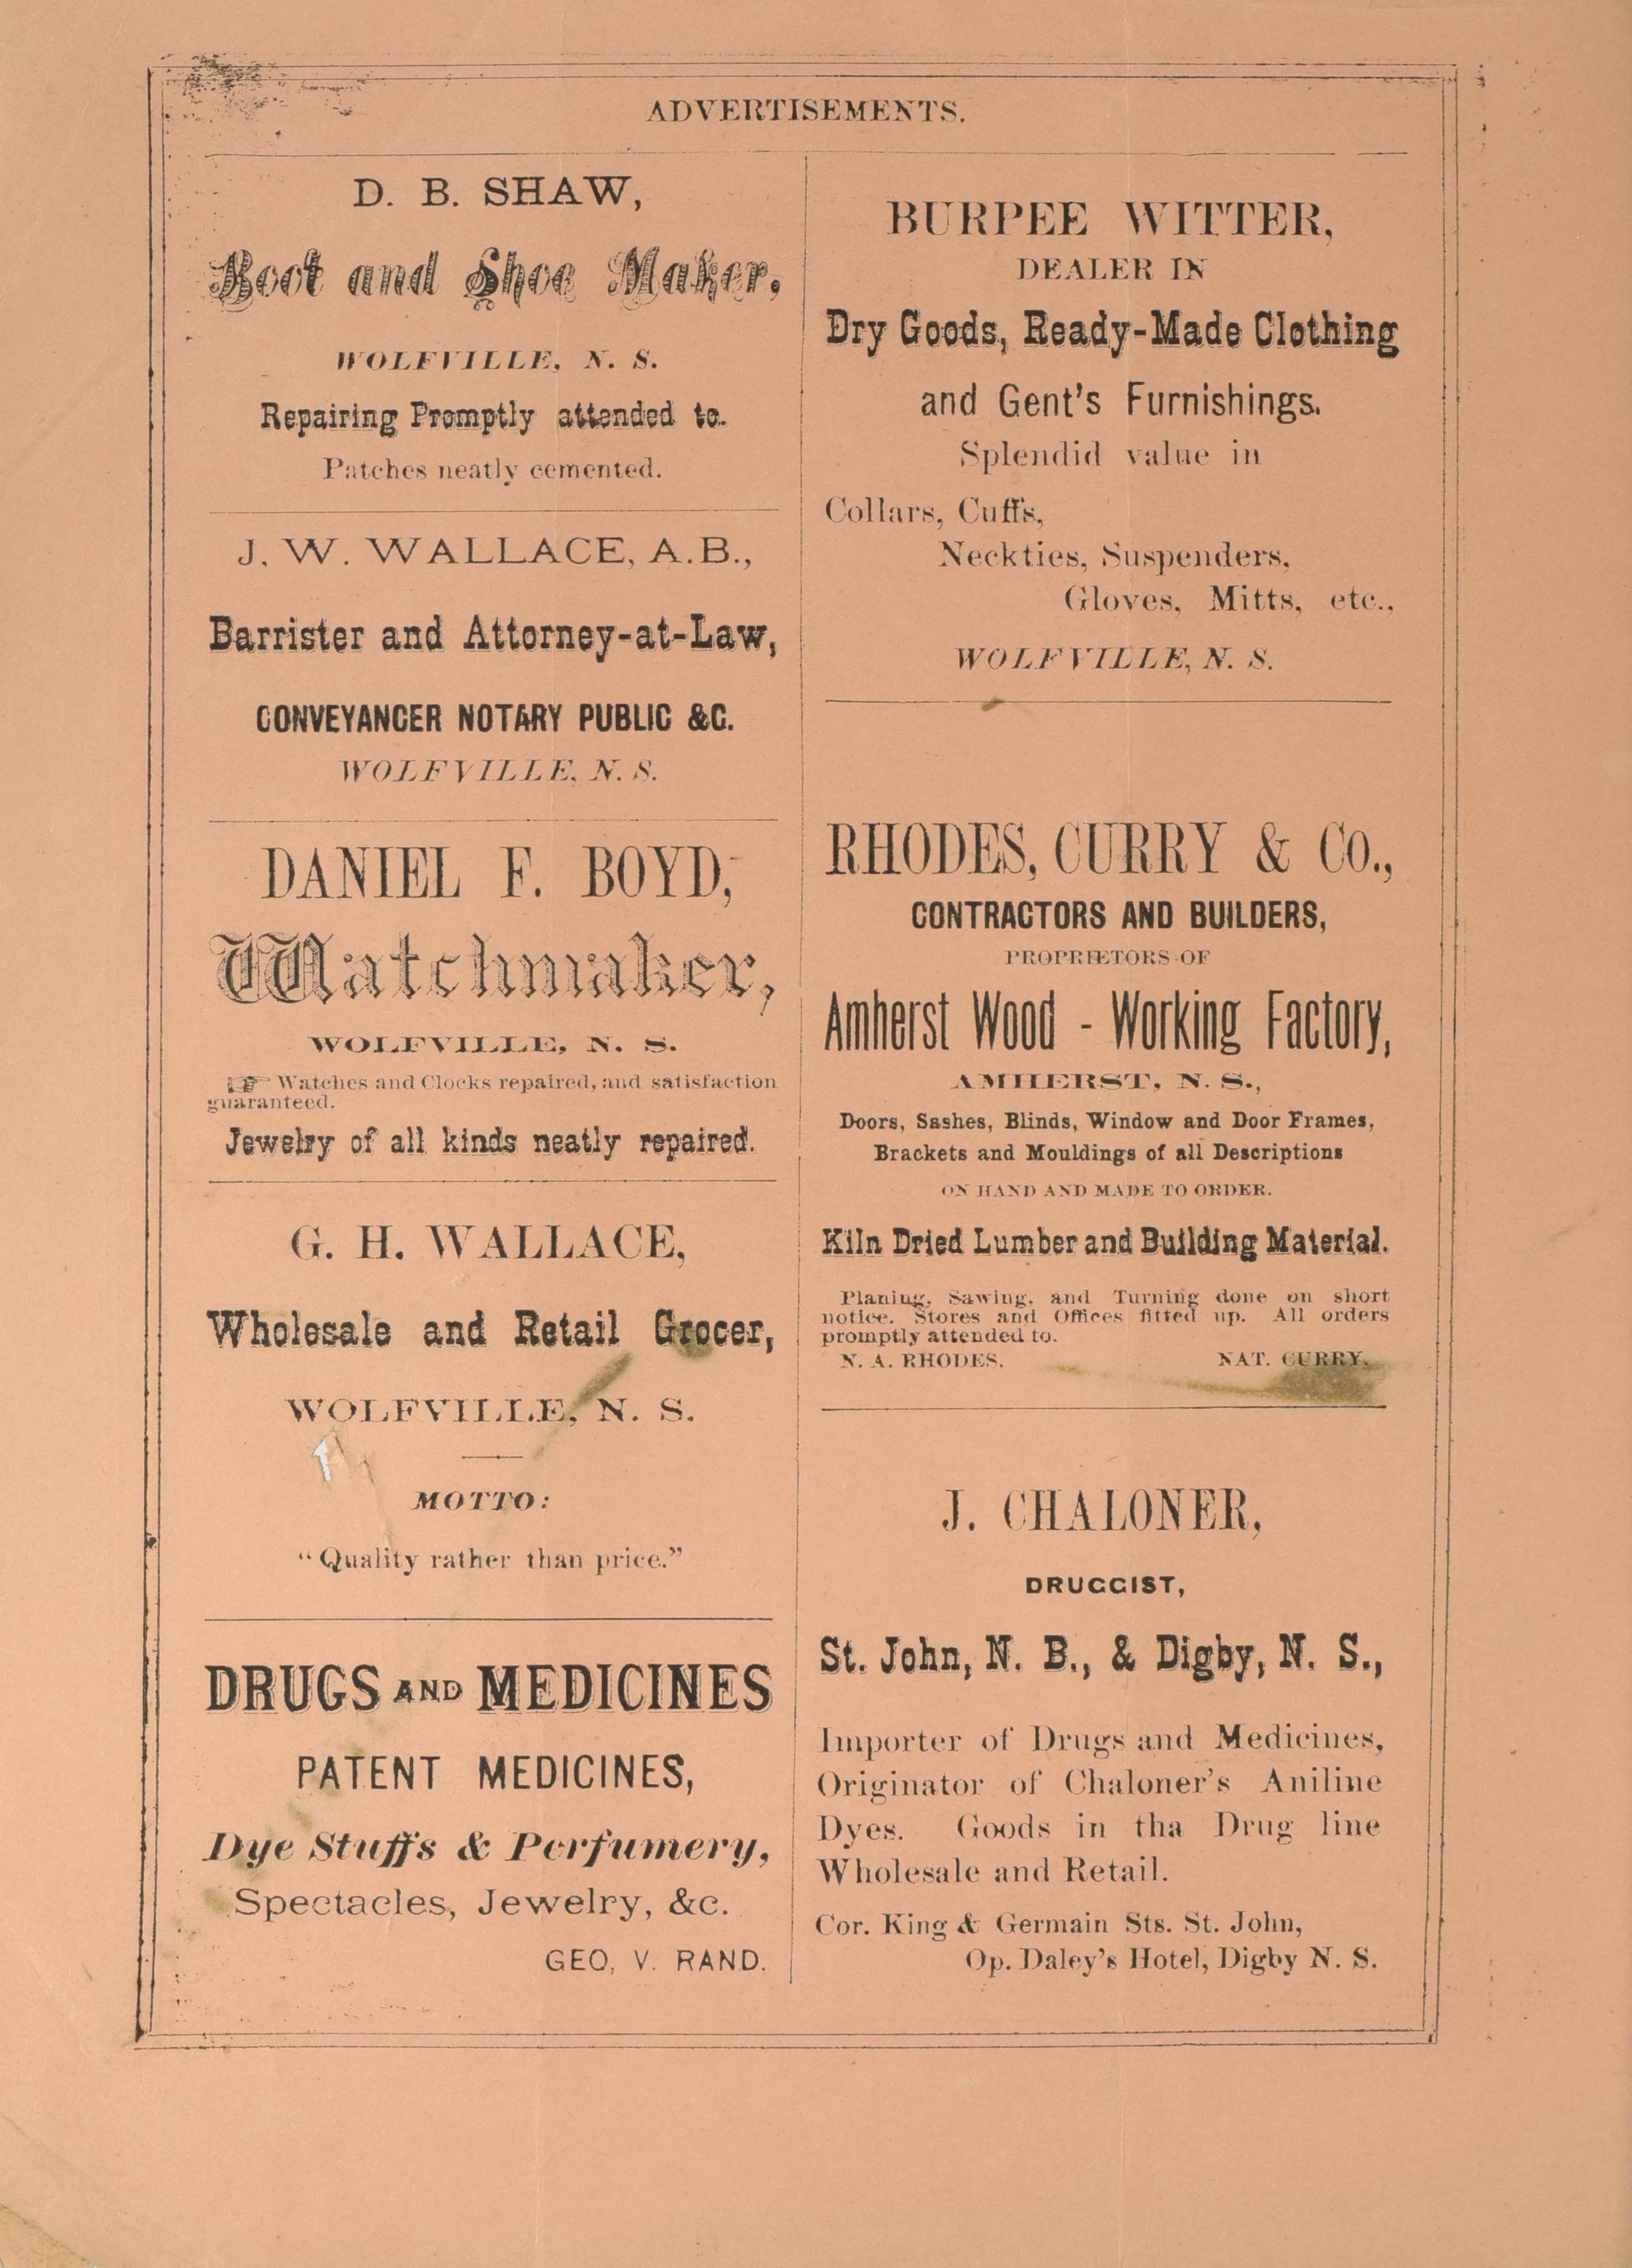 ADVERTISEMENTS.
D. B. SHAW,
Boot and Shoe Maker,
WOLFVILLE, N. S.
Repairing Promptly attended to.
Patches neatly cemented.
J. W. WALLACE, A.B.,
Barrister and Attorney-at-Law,
CONVEYANCER NOTARY PUBLIC &C.
WOLFVILLE, N. S.
DANIEL F. BOYD,
Watchmaker,
WOLFVILLE, N. S.
☞ Watches and Clocks repaired, and satisfaction
guaranteed.
Jewelry of all kinds neatly repaired.
G. H. WALLACE,
Wholesale and Retail Grocer,
WOLFVILLE, N. S.
MOTTO:
“Quality rather than price.”
DRUGS AND MEDICINES
PATENT MEDICINES,
Dye Stuffs & Perfumery,
Spectacles, Jewelry, &c.
GEO, V. RAND.
BURPEE WITTER,
DEALER IN
Dry Goods, Ready-Made Clothing
and Gent's Furnishings.
Splendid value in
Collars, Cuffs,
Neckties, Suspenders,
Gloves, Mitts, etc.,
WOLFVILLE, N. S.
RHODES, CURRY & CO.,
CONTRACTORS AND BUILDERS,
PROPRIETORS OF
Amherst Wood - Working Factory,
AMHERST, N. S.,
Doors, Sashes, Blinds, Window and Door Frames,
Brackets and Mouldings of all Descriptions
ON HAND AND MADE TO ORDER.
Kiln Dried Lumber and Building Material.
Planing, Sawing, and Turning done on short
notice. Stores and Offices fitted up. All orders
promptly attended to.
N. A. RHODES. NAT. CURRY.
J. CHALONER,
DRUGGIST,
St. John, N. B., & Digby, N. S.,
Importer of Drugs and Medicines,
Originator of Chaloner's Aniline
Dyes. Goods in tha Drug line
Wholesale and Retail.
Cor. King & Germain Sts. St. John,
Op. Daley's Hotel, Digby N. S.